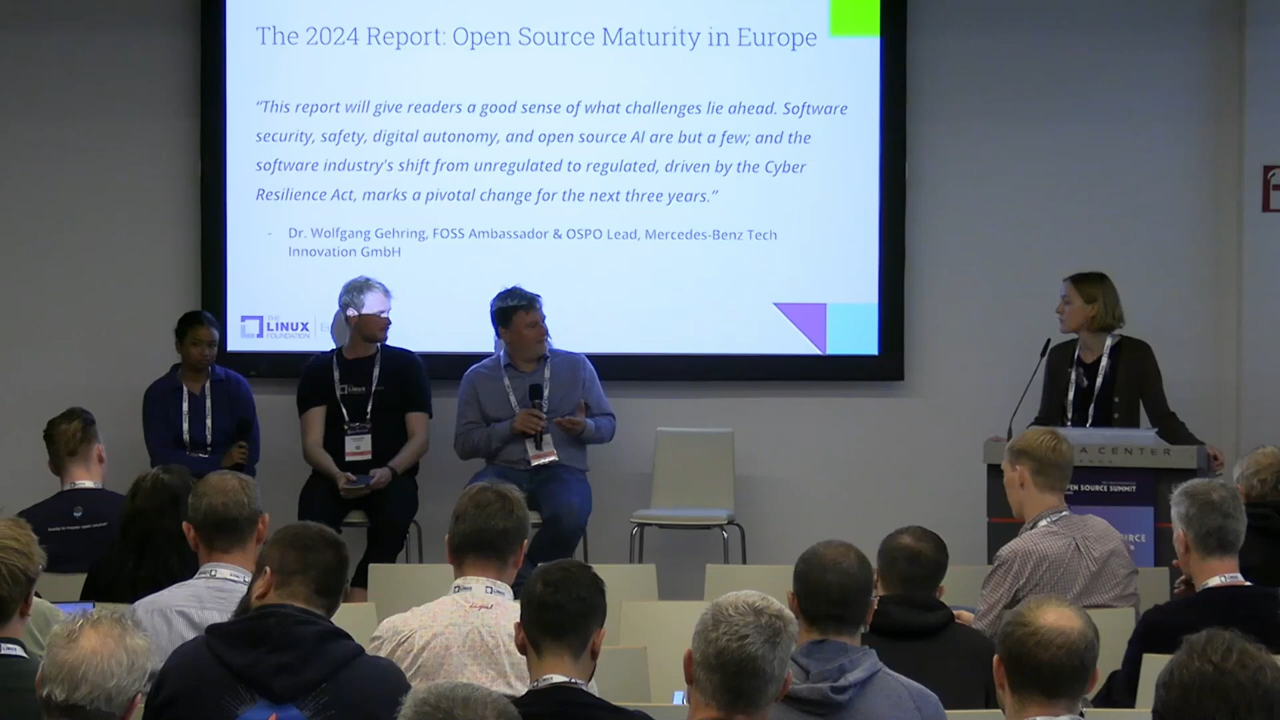 The 2024 Report: Open Source Maturity in Europe
“This report will give readers a good sense of what challenges lie ahead. Software
security, safety, digital autonomy, and open source AI are but a few; and the
software industry's shift from unregulated to regulated, driven by the Cyber
Resilience Act, marks a pivotal change for the next three years.”
- Dr. Wolfgang Gehring, FOSS Ambassador & OSPO Lead, Mercedes-Benz Tech
Innovation GmbH
THE
LINUX
FOUNDATION
LINUX
A CENTER
OPEN SOURCE SUMMIT